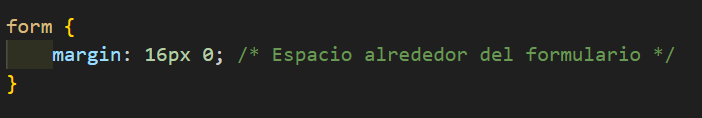 form {
    margin: 16px 0; /* Espacio alrededor del formulario */
}